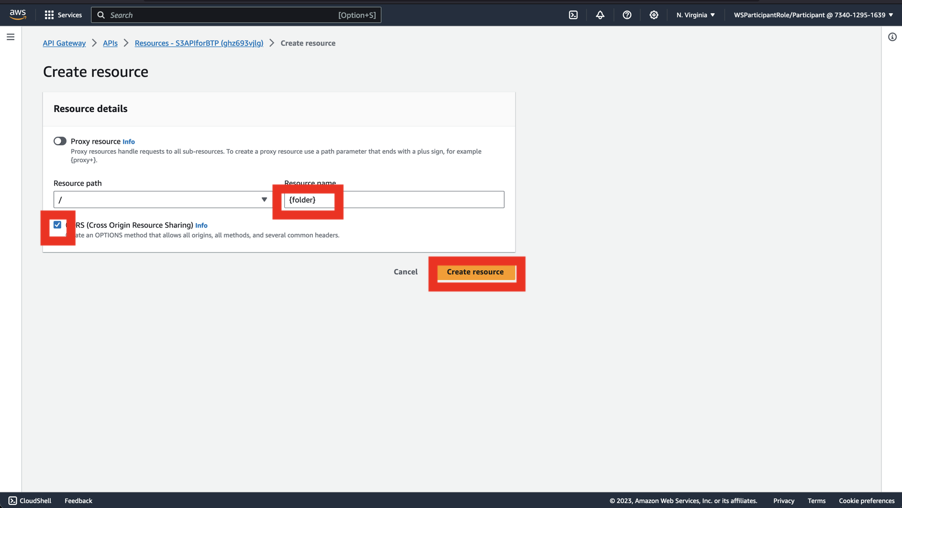 aws Services Search [Option+S] N. Virginia ▼ WSParticipantRole/Participant @ 7340-1295-1639 ▼
API Gateway > APIs > Resources - S3APIforBTP (ghz693vjlg) > Create resource
Create resource
Resource details
Proxy resource Info
Proxy resources handle requests to all sub-resources. To create a proxy resource use a path parameter that ends with a plus sign, for example
{proxy+}.
Resource path Resource name
/ {folder}
RS (Cross Origin Resource Sharing) Info
ate an OPTIONS method that allows all origins, all methods, and several common headers.
Cancel Create resource
CloudShell Feedback © 2023, Amazon Web Services, Inc. or its affiliates. Privacy Terms Cookie preferences